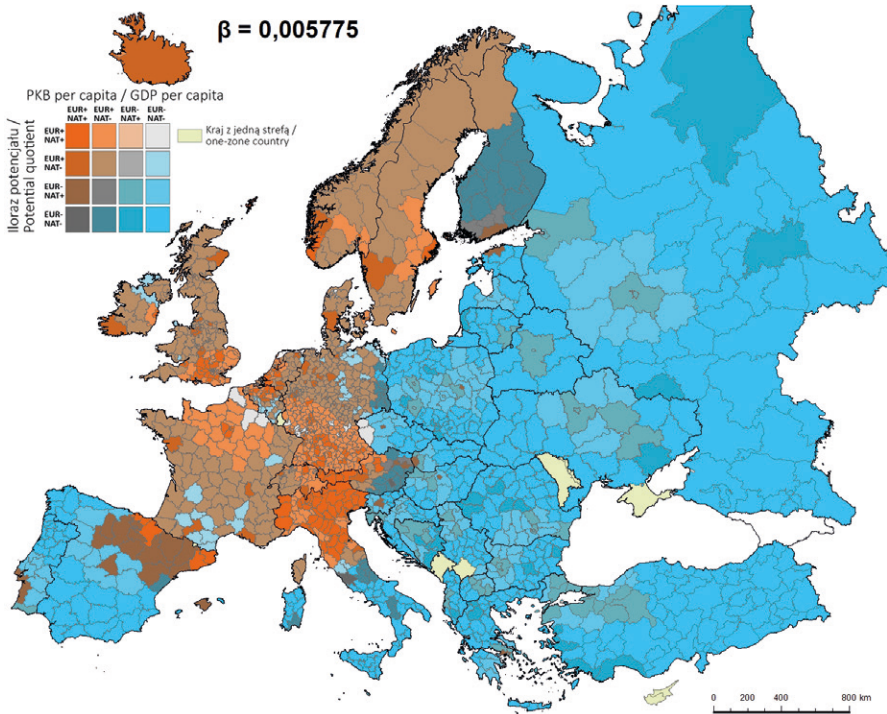 β = 0,005775
PKB per capita / GDP per capita
EUR+ EUR+ EUR- EUR-
NAT+ NAT- NAT+ NAT-
Iloraz potencjału /
Potential quotient
EUR+
NAT+
EUR+
NAT-
EUR-
NAT+
EUR-
NAT-
Kraj z jedną strefą /
one-zone country
0 200 400 800 km